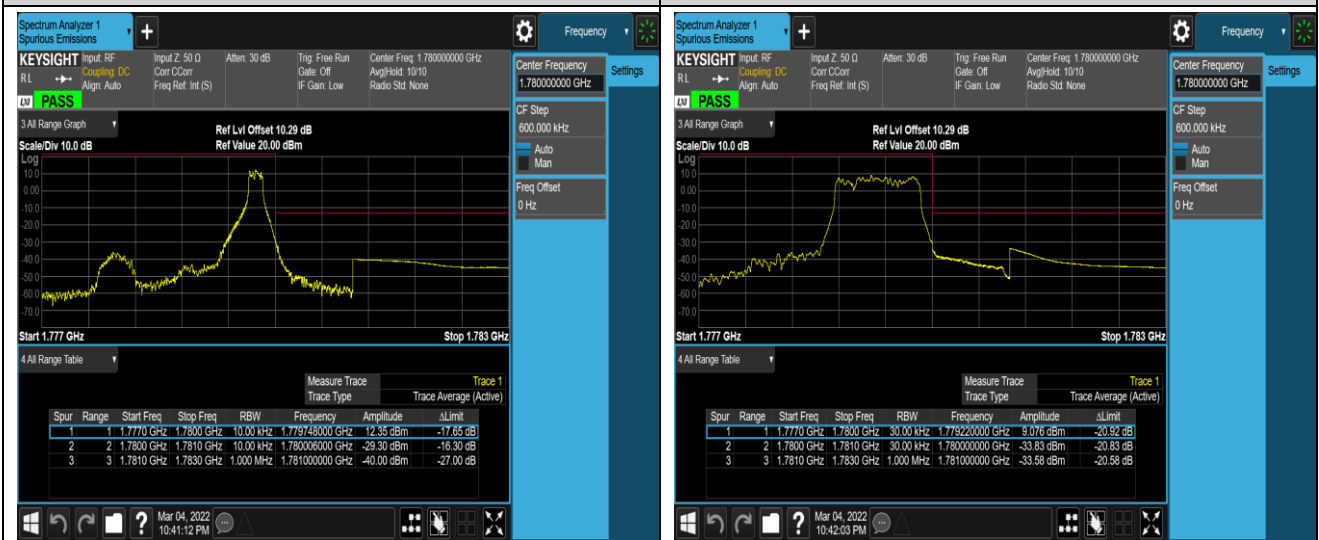 Spectrum Analyzer 1
Spurious Emissions
+
Frequency
KEYSIGHT Input: RF Input Z: 50 Ω Atten: 30 dB Trig: Free Run Center Freq: 1.780000000 GHz
RL Coupling: DC Corr CCorr Gate: Off Avg|Hold: 10/10
Align: Auto Freq Ref: Int (S) IF Gain: Low Radio Std: None
LXI PASS
Center Frequency
1.780000000 GHz
Settings
CF Step
600.000 kHz
Auto
Man
Freq Offset
0 Hz
3 All Range Graph
Ref Lvl Offset 10.29 dB
Scale/Div 10.0 dB Ref Value 20.00 dBm
Log
10.0
0.00
-10.0
-20.0
-30.0
-40.0
-50.0
-60.0
-70.0
Start 1.777 GHz Stop 1.783 GHz
4 All Range Table
Measure Trace Trace 1
Trace Type Trace Average (Active)
Spur Range Start Freq Stop Freq RBW Frequency Amplitude ΔLimit
1 1 1.7770 GHz 1.7800 GHz 10.00 kHz 1.779748000 GHz 12.35 dBm -17.65 dB
2 2 1.7800 GHz 1.7810 GHz 10.00 kHz 1.780006000 GHz -29.30 dBm -16.30 dB
3 3 1.7810 GHz 1.7830 GHz 1.000 MHz 1.781000000 GHz -40.00 dBm -27.00 dB
?
Mar 04, 2022
10:41:12 PM
Spectrum Analyzer 1
Spurious Emissions
+
Frequency
KEYSIGHT Input: RF Input Z: 50 Ω Atten: 30 dB Trig: Free Run Center Freq: 1.780000000 GHz
RL Coupling: DC Corr CCorr Gate: Off Avg|Hold: 10/10
Align: Auto Freq Ref: Int (S) IF Gain: Low Radio Std: None
LXI PASS
Center Frequency
1.780000000 GHz
Settings
CF Step
600.000 kHz
Auto
Man
Freq Offset
0 Hz
3 All Range Graph
Ref Lvl Offset 10.29 dB
Scale/Div 10.0 dB Ref Value 20.00 dBm
Log
10.0
0.00
-10.0
-20.0
-30.0
-40.0
-50.0
-60.0
-70.0
Start 1.777 GHz Stop 1.783 GHz
4 All Range Table
Measure Trace Trace 1
Trace Type Trace Average (Active)
Spur Range Start Freq Stop Freq RBW Frequency Amplitude ΔLimit
1 1 1.7770 GHz 1.7800 GHz 30.00 kHz 1.779220000 GHz 9.076 dBm -20.92 dB
2 2 1.7800 GHz 1.7810 GHz 30.00 kHz 1.780000000 GHz -33.83 dBm -20.83 dB
3 3 1.7810 GHz 1.7830 GHz 1.000 MHz 1.781000000 GHz -33.58 dBm -20.58 dB
?
Mar 04, 2022
10:42:03 PM